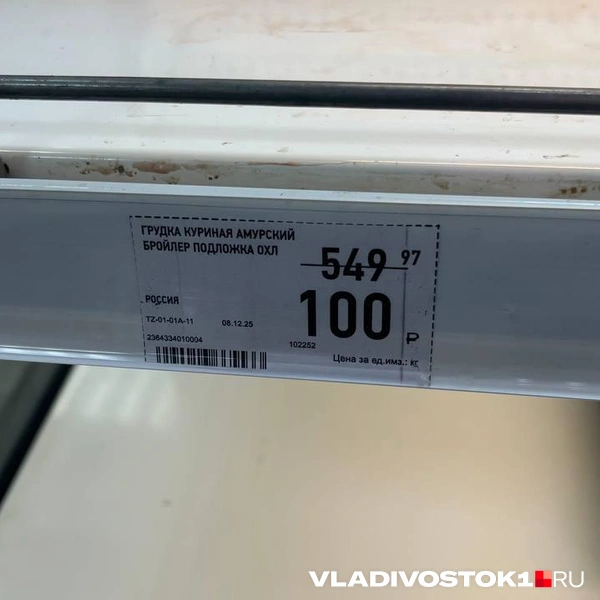 ГРУДКА КУРИНАЯ АМУРСКИЙ
БРОЙЛЕР ПОДЛОЖКА ОХЛ
549 97
100 ₽
РОССИЯ
TZ-01-01A-11 08.12.25
2364334010004 102252
Цена за ед.изм.: кг
VLADIVOSTOK1.RU